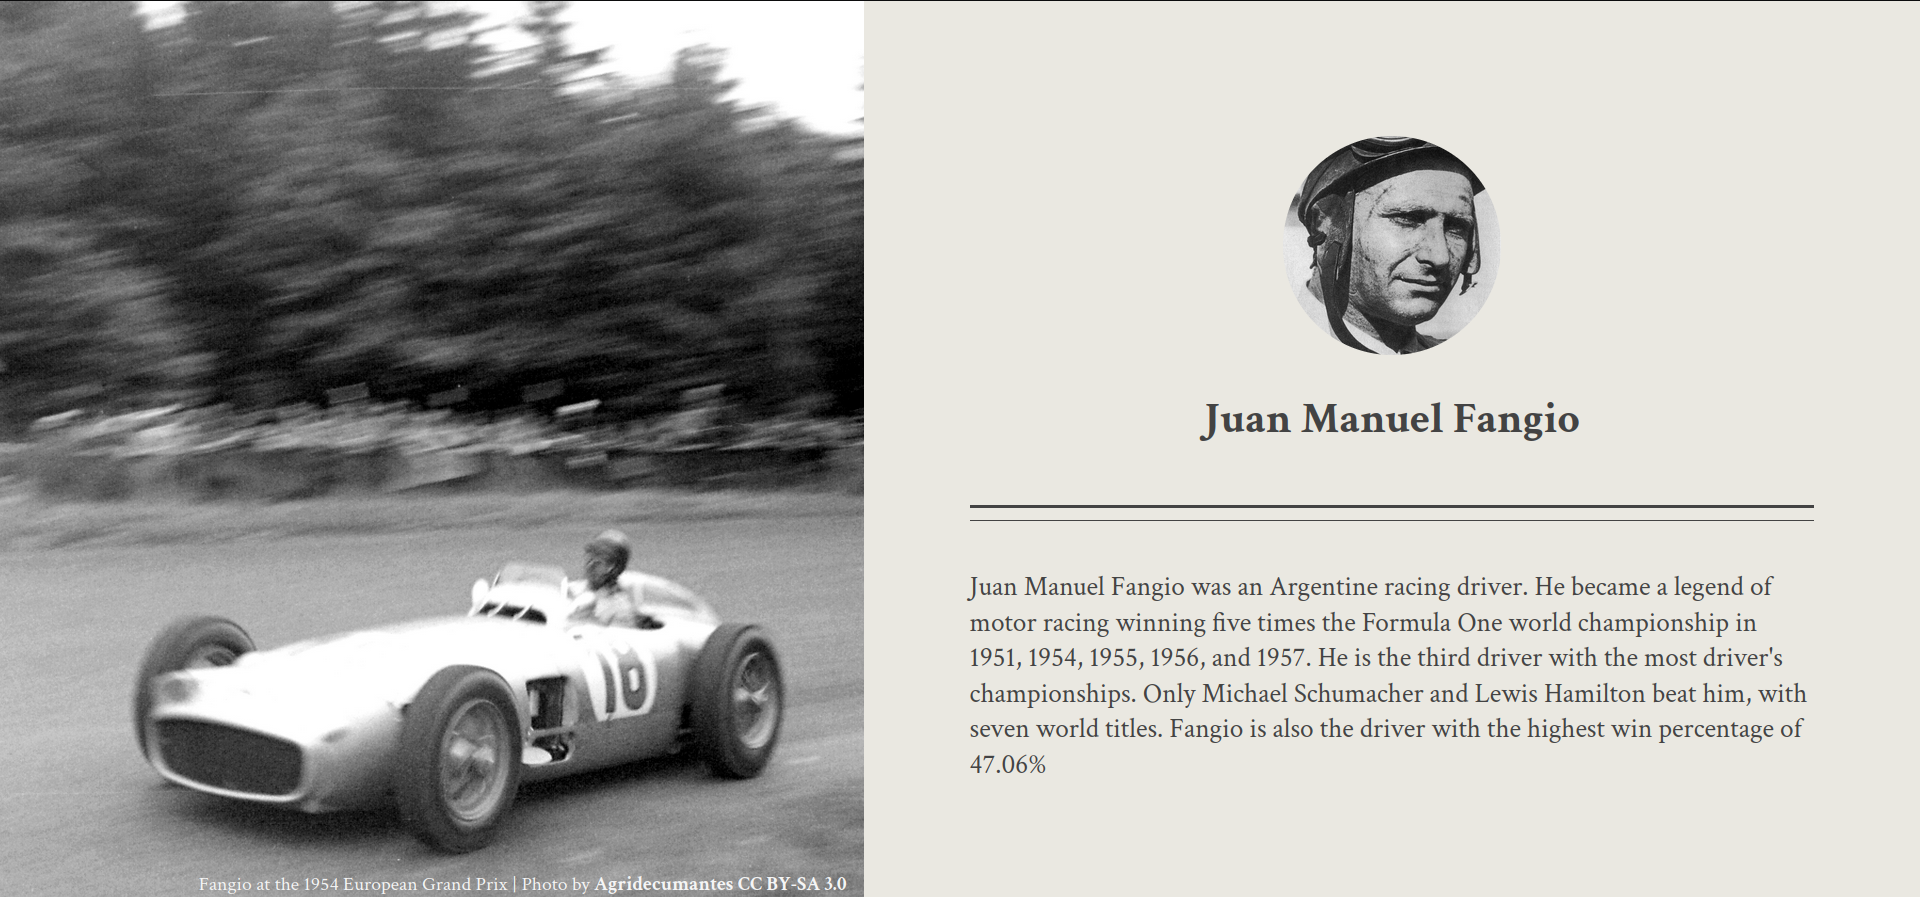 18
Fangio at the 1954 European Grand Prix | Photo by Agridecumantes CC BY-SA 3.0
Juan Manuel Fangio
Juan Manuel Fangio was an Argentine racing driver. He became a legend of
motor racing winning five times the Formula One world championship in
1951, 1954, 1955, 1956, and 1957. He is the third driver with the most driver's
championships. Only Michael Schumacher and Lewis Hamilton beat him, with
seven world titles. Fangio is also the driver with the highest win percentage of
47.06%